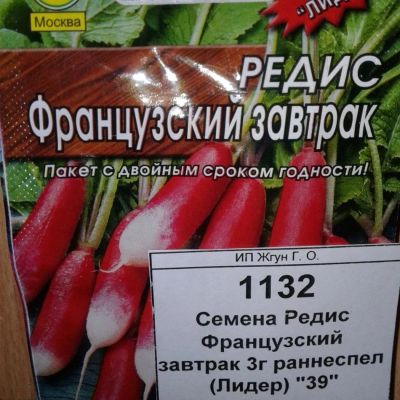 Москва
"ЛИД
РЕДИС
Французский завтрак
Пакет с двойным сроком годности!
ИП Жгун Г. О.
1132
Семена Редис
Французский
завтрак 3г раннеспел
(Лидер) "39"